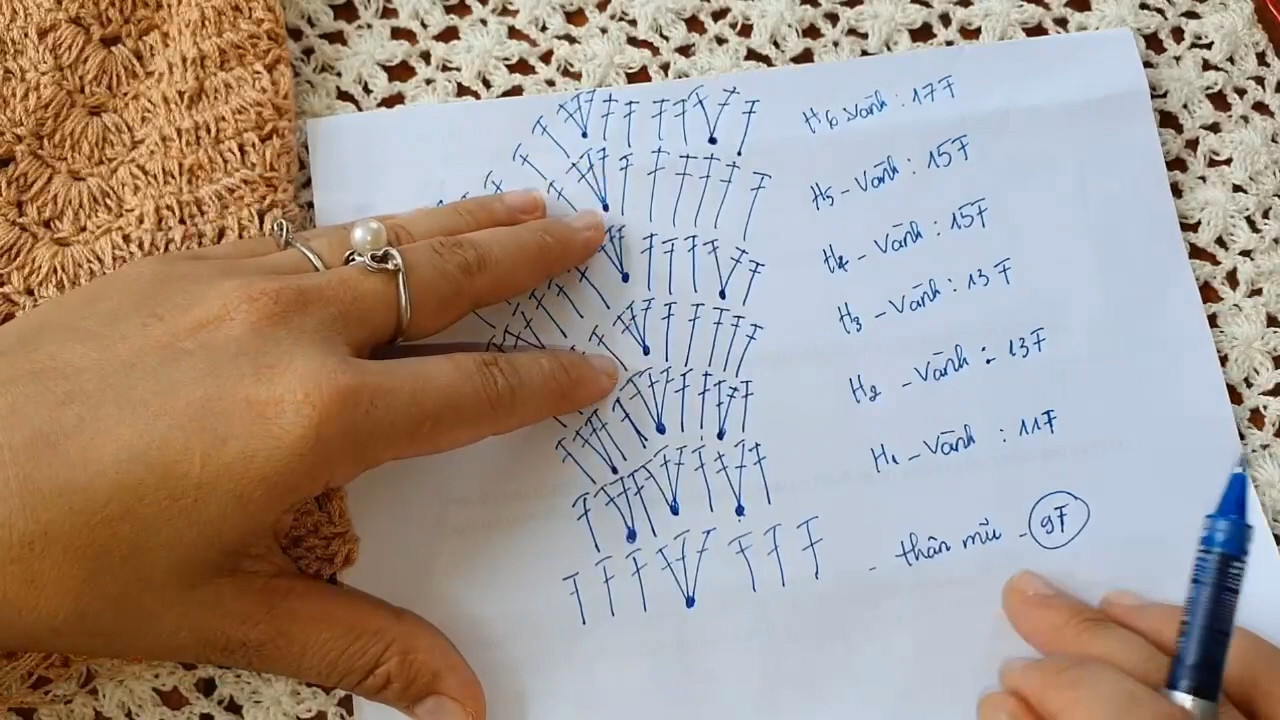 H6-Vành: 17F
H5-Vành: 15F
H4-Vành: 15F
H3-Vành: 13F
H2-Vành: 13F
H1-Vành: 11F
- thân mũ - 9F